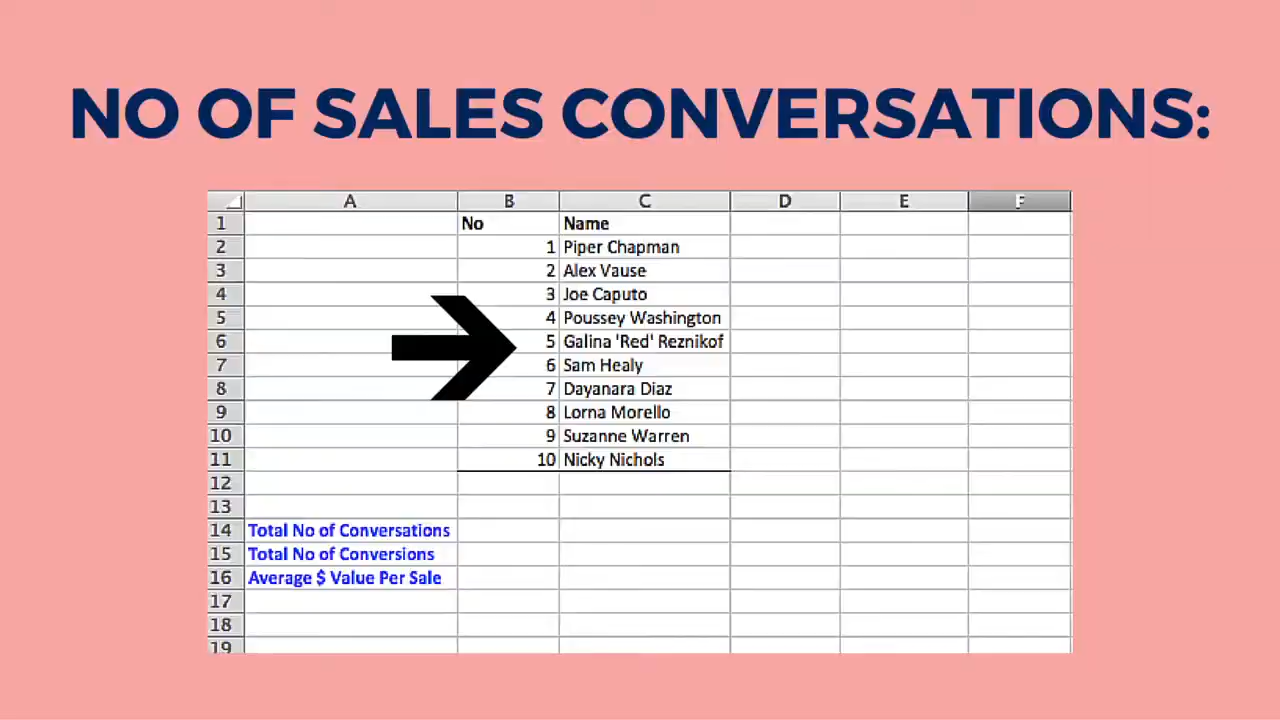 NO OF SALES CONVERSATIONS:
A B C D E F
1 No Name
2 1 Piper Chapman
3 2 Alex Vause
4 3 Joe Caputo
5 4 Poussey Washington
6 5 Galina 'Red' Reznikof
7 6 Sam Healy
8 7 Dayanara Diaz
9 8 Lorna Morello
10 9 Suzanne Warren
11 10 Nicky Nichols
12
13
14 Total No of Conversations
15 Total No of Conversions
16 Average $ Value Per Sale
17
18
19